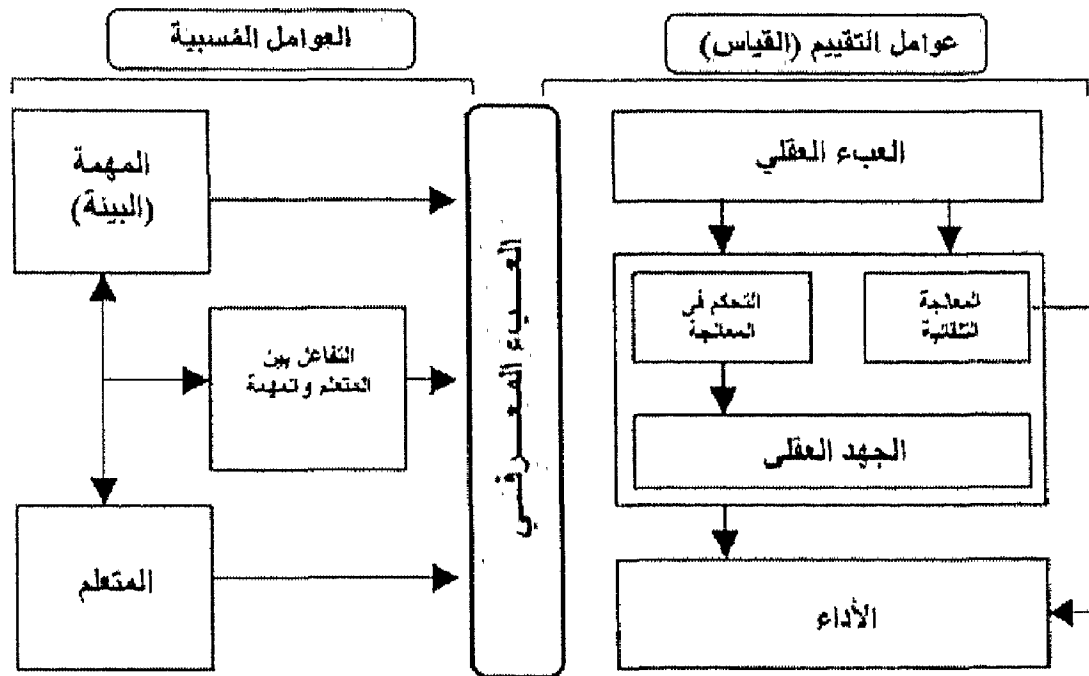 عوامل التقييم (القياس)
العوامل المسببة
العبء العقلي
المعالجة
التلقائية
التحكم في
المعالجة
الجهد العقلى
الأداء
العبء المعرفي
المهمة
(البيئة)
التفاعل بين
المتعلم والمهمة
المتعلم